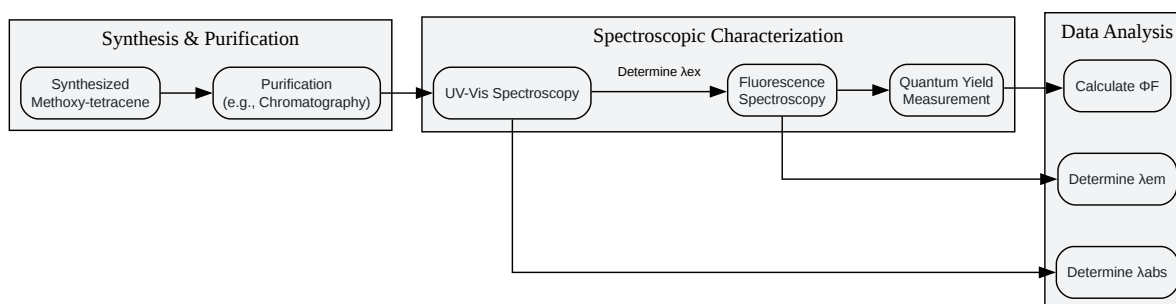 Synthesis & Purification
Synthesized
Methoxy-tetracene
Purification
(e.g., Chromatography)
Spectroscopic Characterization
UV-Vis Spectroscopy
Determine λex
Fluorescence
Spectroscopy
Quantum Yield
Measurement
Data Analysis
Calculate ΦF
Determine λem
Determine λabs